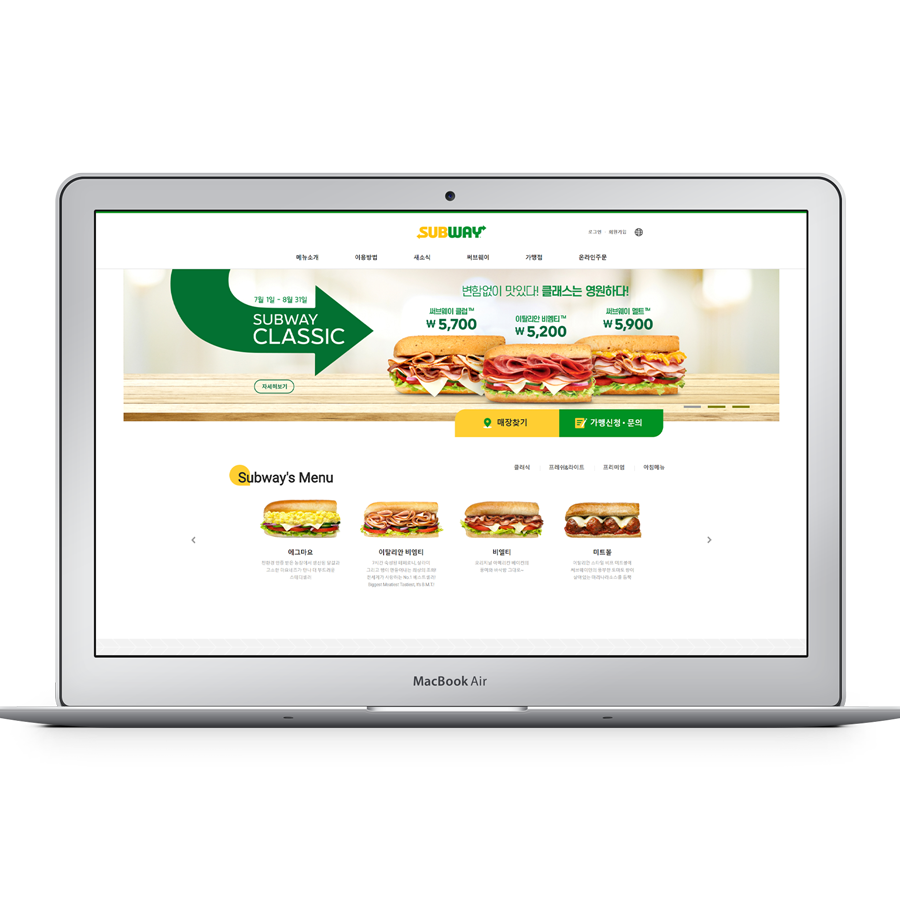 SUBWAY
로그인 회원가입
메뉴소개 이용방법 새소식 써브웨이 가맹점 온라인주문
변함없이 맛있다! 클래스는 영원하다!
7월 1일 - 8월 31일
SUBWAY
CLASSIC
자세히보기
써브웨이 클럽™
₩ 5,700
이탈리안 비엠티™
₩ 5,200
써브웨이 멜트™
₩ 5,900
매장찾기
가맹신청 • 문의
클래식 프레쉬&라이트 프리미엄 아침메뉴
Subway's Menu
에그마요
이탈리안 비엠티
비엘티
미트볼
MacBook Air